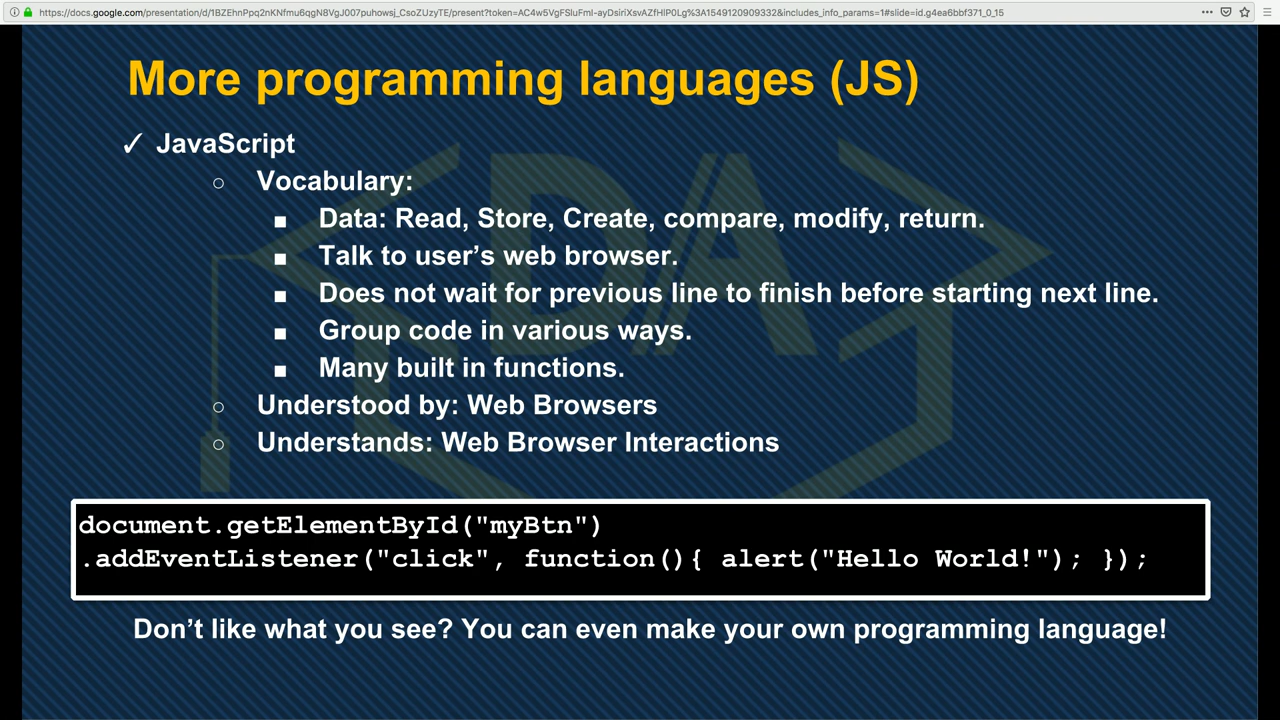 https://docs.google.com/presentation/d/1BZEhnPpq2nKNfmu6qgN8VgJ007puhowsj_CsoZUzyTE/present?token=AC4w5VgFSluFmI-ayDsiriXsvAZfHlP0Lg%3A1549120909332&includes_info_params=1#slide=id.g4ea6bbf371_0_15
More programming languages (JS)
✓ JavaScript
○ Vocabulary:
■ Data: Read, Store, Create, compare, modify, return.
■ Talk to user’s web browser.
■ Does not wait for previous line to finish before starting next line.
■ Group code in various ways.
■ Many built in functions.
○ Understood by: Web Browsers
○ Understands: Web Browser Interactions
document.getElementById("myBtn")
.addEventListener("click", function(){ alert("Hello World!"); });
Don’t like what you see? You can even make your own programming language!
D//A